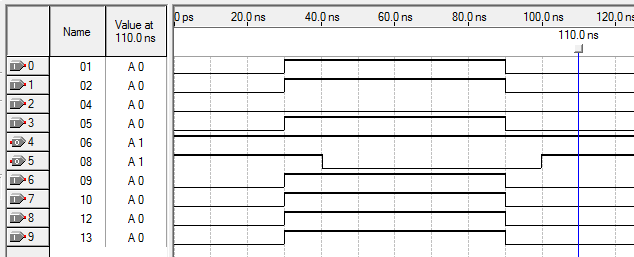 Name Value at 110.0 ns 0 ps 20.0 ns 40.0 ns 60.0 ns 80.0 ns 100.0 ns 120.0 n
110.0 ns
0 01 A 0
1 02 A 0
2 04 A 0
3 05 A 0
4 06 A 1
5 08 A 1
6 09 A 0
7 10 A 0
8 12 A 0
9 13 A 0